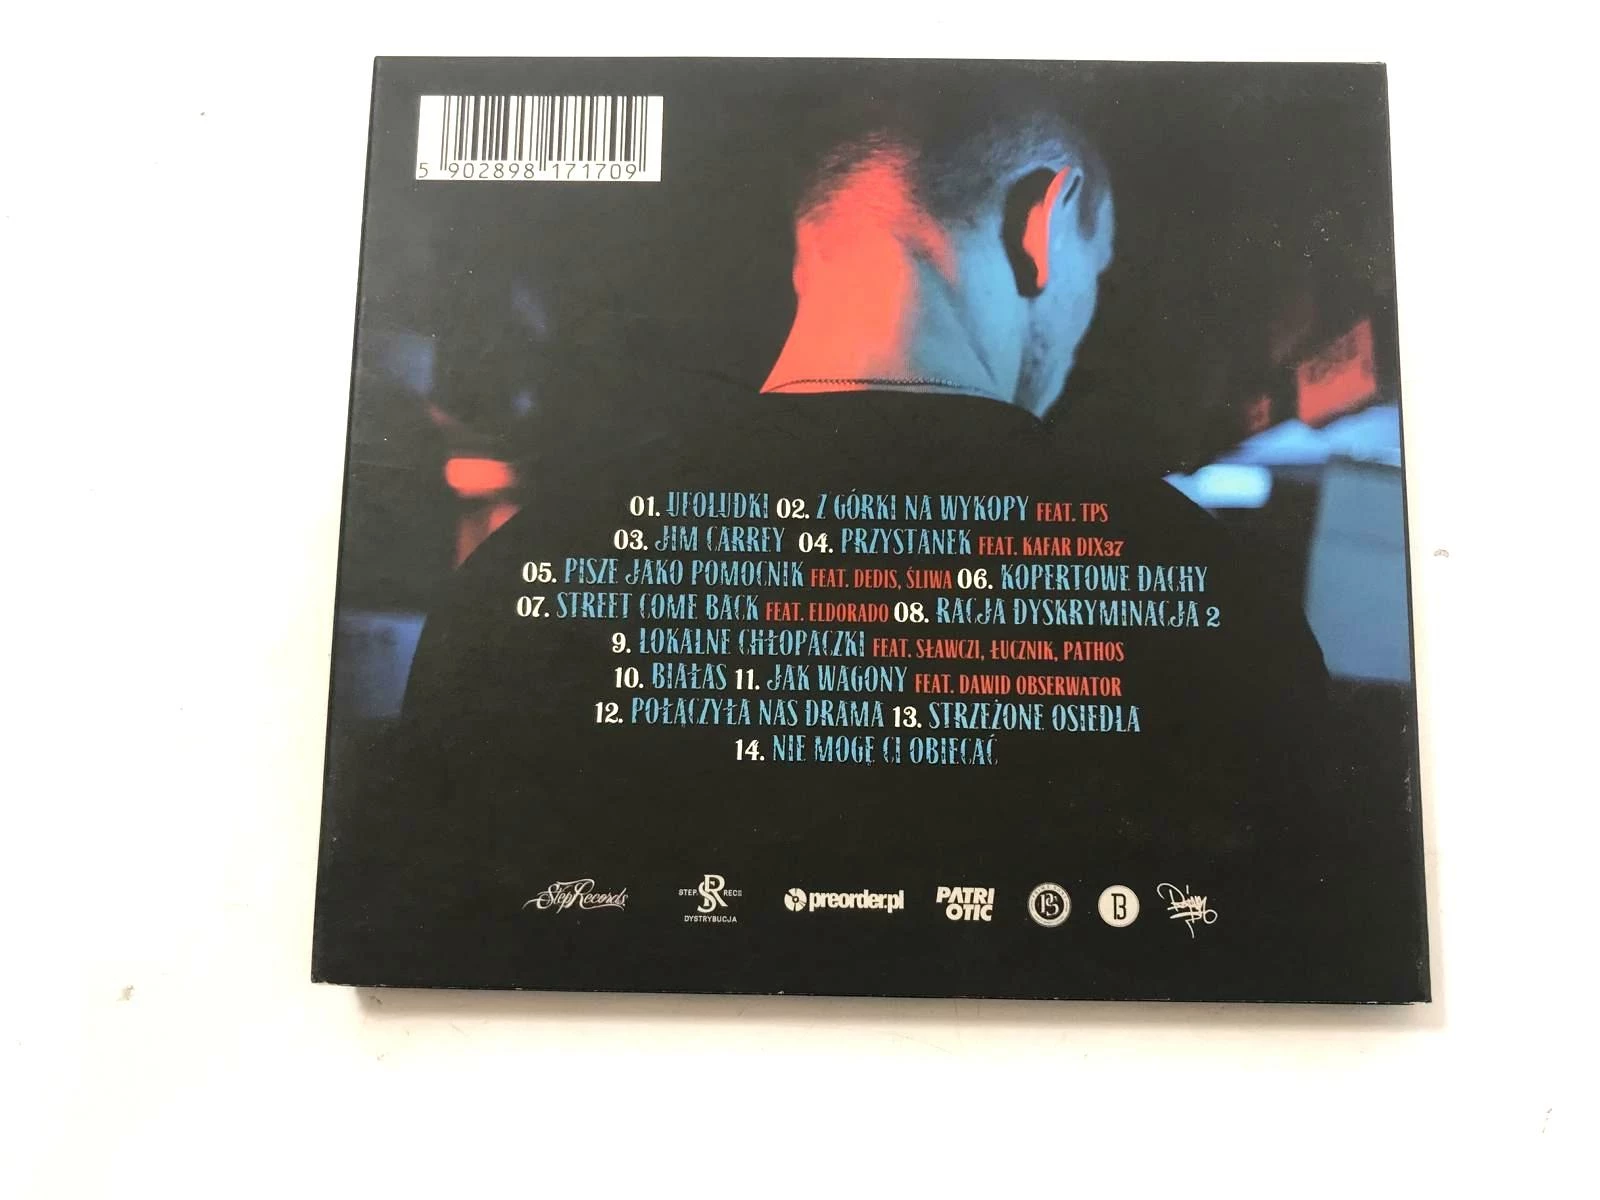 5 902898 171709
01. UFOLUDKI 02. Z GÓRKI NA WYKOPY FEAT. TPS
03. JIM CARREY 04. PRZYSTANEK FEAT. KAFAR DIX37
05. PISZE JAKO POMOCNIK FEAT. DEDIS, ŚLIWA 06. KOPERTOWE DACHY
07. STREET COME BACK FEAT. ELDORADO 08. RACJA DYSKRYMINACJA 2
9. LOKALNE CHŁOPACZKI FEAT. SŁAWCZI, ŁUCZNIK, PATHOS
10. BIAŁAS 11. JAK WAGONY FEAT. DAWID OBSERWATOR
12. POŁĄCZYŁA NAS DRAMA 13. STRZEŻONE OSIEDLA
14. NIE MOGĘ CI OBIECAĆ
StepRecords
STEP. SR REC
DYSTRYBUCJA
preorder.pl
PATRI
OTIC
B